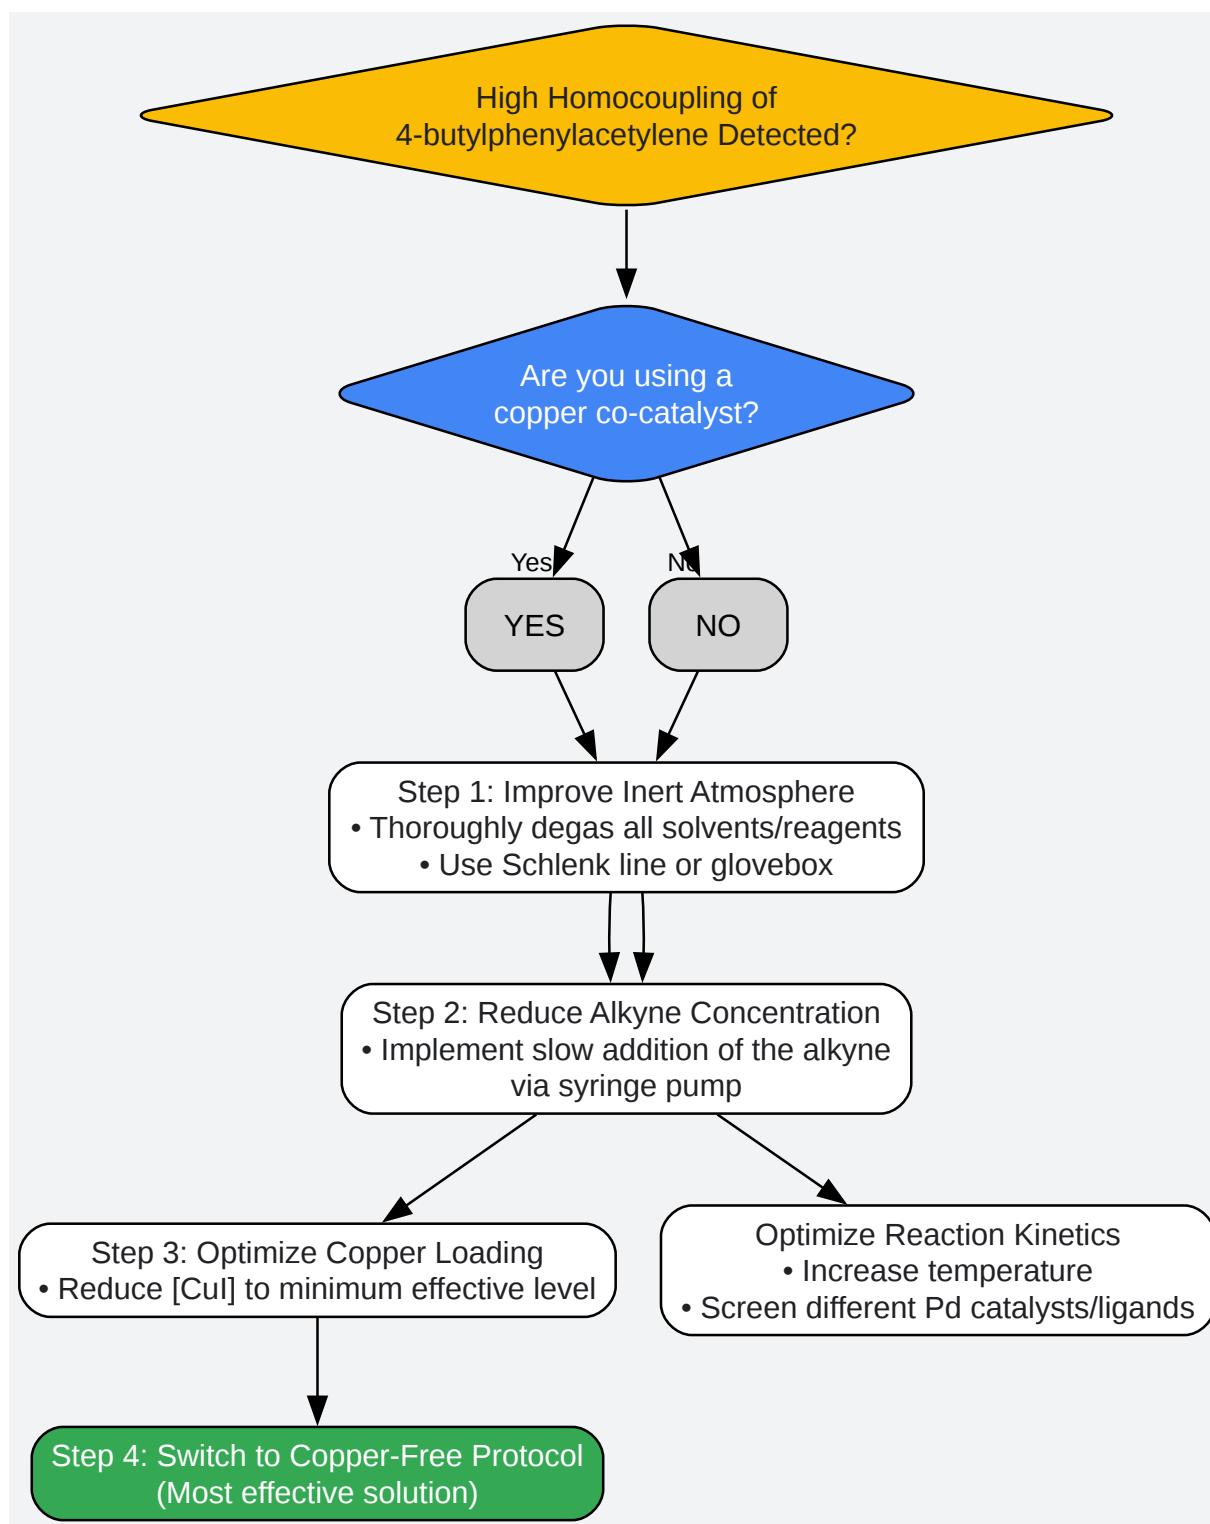 High Homocoupling of
4-butylphenylacetylene Detected?
Are you using a
copper co-catalyst?
Yes
No
YES
NO
Step 1: Improve Inert Atmosphere
• Thoroughly degas all solvents/reagents
• Use Schlenk line or glovebox
Step 2: Reduce Alkyne Concentration
• Implement slow addition of the alkyne
via syringe pump
Step 3: Optimize Copper Loading
• Reduce [CuI] to minimum effective level
Optimize Reaction Kinetics
• Increase temperature
• Screen different Pd catalysts/ligands
Step 4: Switch to Copper-Free Protocol
(Most effective solution)